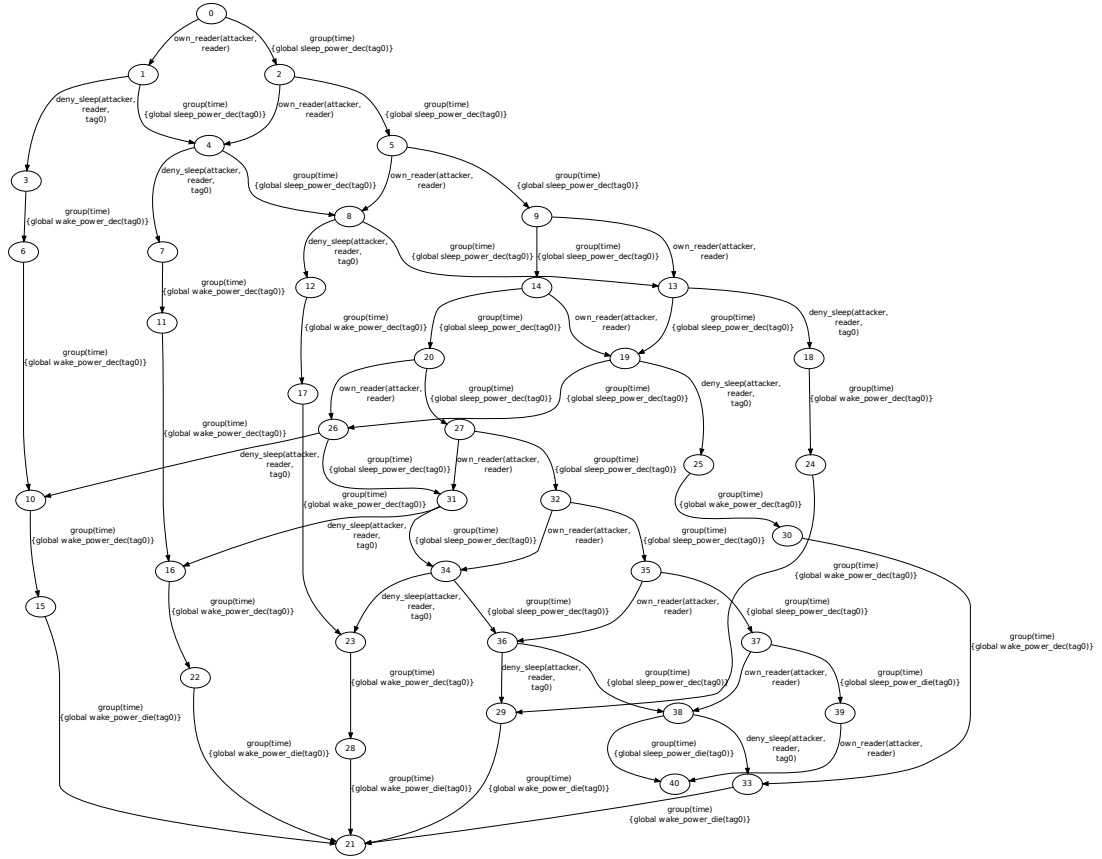 0
own_reader(attacker,
reader)
group(time)
{global sleep_power_dec(tag0)}
1
2
deny_sleep(attacker,
reader,
tag0)
group(time)
{global sleep_power_dec(tag0)}
own_reader(attacker,
reader)
group(time)
{global sleep_power_dec(tag0)}
4
5
3
deny_sleep(attacker,
reader,
tag0)
group(time)
{global sleep_power_dec(tag0)}
own_reader(attacker,
reader)
group(time)
{global sleep_power_dec(tag0)}
group(time)
{global wake_power_dec(tag0)}
8
9
6
7
deny_sleep(attacker,
reader,
tag0)
group(time)
{global sleep_power_dec(tag0)}
group(time)
{global sleep_power_dec(tag0)}
own_reader(attacker,
reader)
group(time)
{global wake_power_dec(tag0)}
12
14
13
11
group(time)
{global wake_power_dec(tag0)}
group(time)
{global sleep_power_dec(tag0)}
own_reader(attacker,
reader)
group(time)
{global sleep_power_dec(tag0)}
deny_sleep(attacker,
reader,
tag0)
group(time)
{global wake_power_dec(tag0)}
20
19
18
17
own_reader(attacker,
reader)
group(time)
{global sleep_power_dec(tag0)}
group(time)
{global sleep_power_dec(tag0)}
deny_sleep(attacker,
reader,
tag0)
group(time)
{global wake_power_dec(tag0)}
group(time)
{global wake_power_dec(tag0)}
26
27
deny_sleep(attacker,
reader,
tag0)
group(time)
{global sleep_power_dec(tag0)}
own_reader(attacker,
reader)
group(time)
{global sleep_power_dec(tag0)}
25
24
10
group(time)
{global wake_power_dec(tag0)}
31
32
group(time)
{global wake_power_dec(tag0)}
group(time)
{global wake_power_dec(tag0)}
deny_sleep(attacker,
reader,
tag0)
group(time)
{global sleep_power_dec(tag0)}
own_reader(attacker,
reader)
group(time)
{global sleep_power_dec(tag0)}
30
16
34
35
group(time)
{global wake_power_dec(tag0)}
15
group(time)
{global wake_power_dec(tag0)}
deny_sleep(attacker,
reader,
tag0)
group(time)
{global sleep_power_dec(tag0)}
own_reader(attacker,
reader)
group(time)
{global sleep_power_dec(tag0)}
23
36
37
group(time)
{global wake_power_dec(tag0)}
22
group(time)
{global wake_power_dec(tag0)}
deny_sleep(attacker,
reader,
tag0)
group(time)
{global sleep_power_dec(tag0)}
own_reader(attacker,
reader)
group(time)
{global sleep_power_die(tag0)}
group(time)
{global wake_power_die(tag0)}
29
38
39
group(time)
{global wake_power_die(tag0)}
28
group(time)
{global sleep_power_die(tag0)}
deny_sleep(attacker,
reader,
tag0)
own_reader(attacker,
reader)
group(time)
{global wake_power_die(tag0)}
group(time)
{global wake_power_die(tag0)}
40
33
group(time)
{global wake_power_die(tag0)}
21